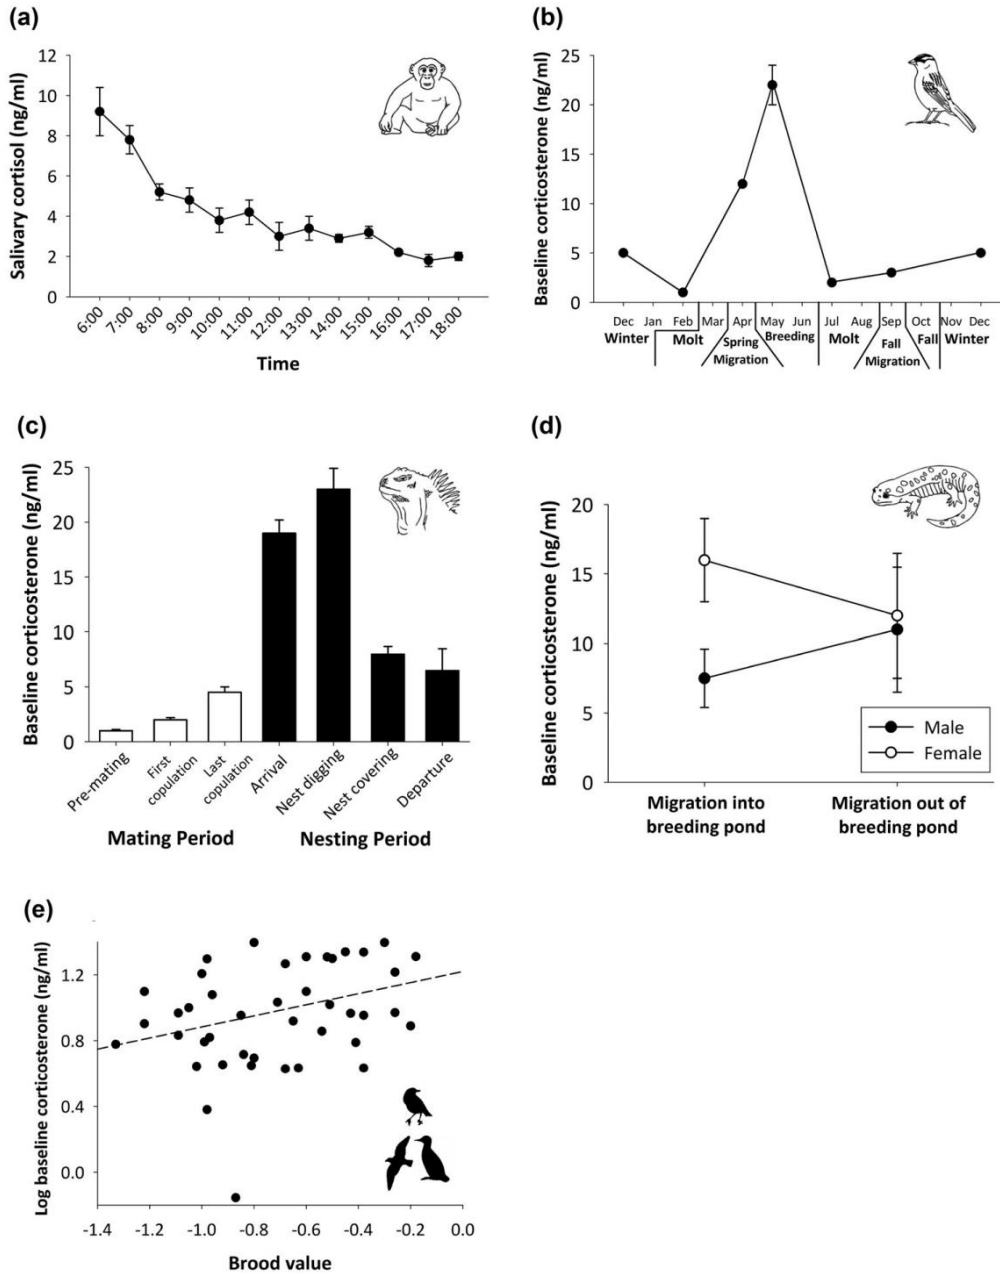 (a)
Salivary cortisol (ng/ml)
12
10
8
6
4
2
0
6:00 7:00 8:00 9:00 10:00 11:00 12:00 13:00 14:00 15:00 16:00 17:00 18:00
Time
(b)
Baseline corticosterone (ng/ml)
25
20
15
10
5
0
Dec Jan Feb Mar Apr May Jun Jul Aug Sep Oct Nov Dec
Winter Molt Spring Breeding Molt Fall Fall Winter
Migration Migration
(c)
Baseline corticosterone (ng/ml)
25
20
15
10
5
0
Pre-mating
First
copulation
Last
copulation
Arrival
Nest digging
Nest covering
Departure
Mating Period Nesting Period
(d)
Baseline corticosterone (ng/ml)
20
15
10
5
0
Male
Female
Migration into
breeding pond
Migration out of
breeding pond
(e)
Log baseline corticosterone (ng/ml)
1.2
0.8
0.4
0.0
-1.4 -1.2 -1.0 -0.8 -0.6 -0.4 -0.2 0.0
Brood value